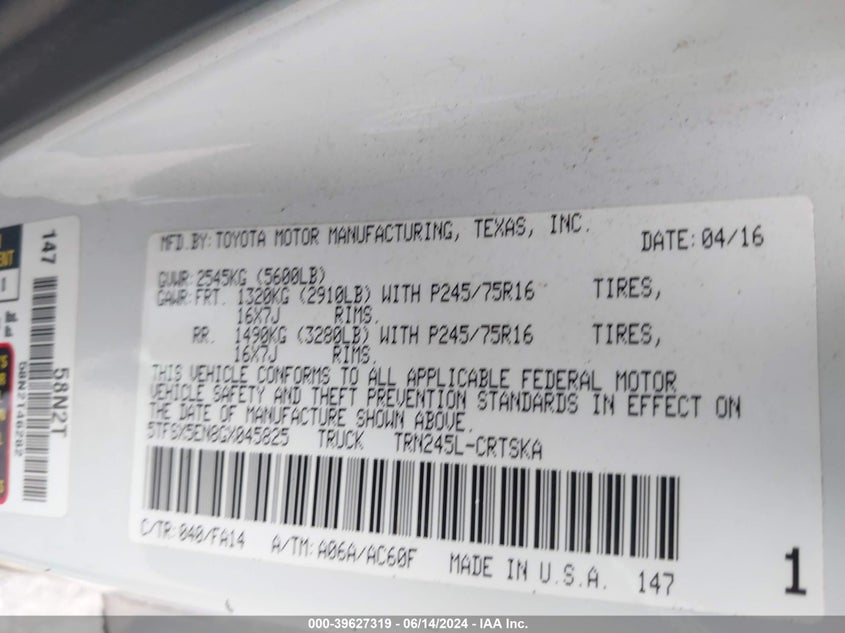 MFD.BY:TOYOTA MOTOR MANUFACTURING, TEXAS, INC. DATE:04/16
GVWR:2545KG (5600LB)
GAWR:FRT. 1320KG (2910LB) WITH P245/75R16 TIRES,
16X7J RIMS.
RR. 1490KG (3280LB) WITH P245/75R16 TIRES,
16X7J RIMS.
THIS VEHICLE CONFORMS TO ALL APPLICABLE FEDERAL MOTOR
VEHICLE SAFETY AND THEFT PREVENTION STANDARDS IN EFFECT ON
THE DATE OF MANUFACTURE SHOWN ABOVE.
5TFSX5EN8GX045825 TRUCK TRN245L-CRTSKA
C/TR:040/FA14 A/TM:A06A/AC60F MADE IN U.S.A. 147 1
147
58N2T
000-39627319 - 06/14/2024 - IAA Inc.